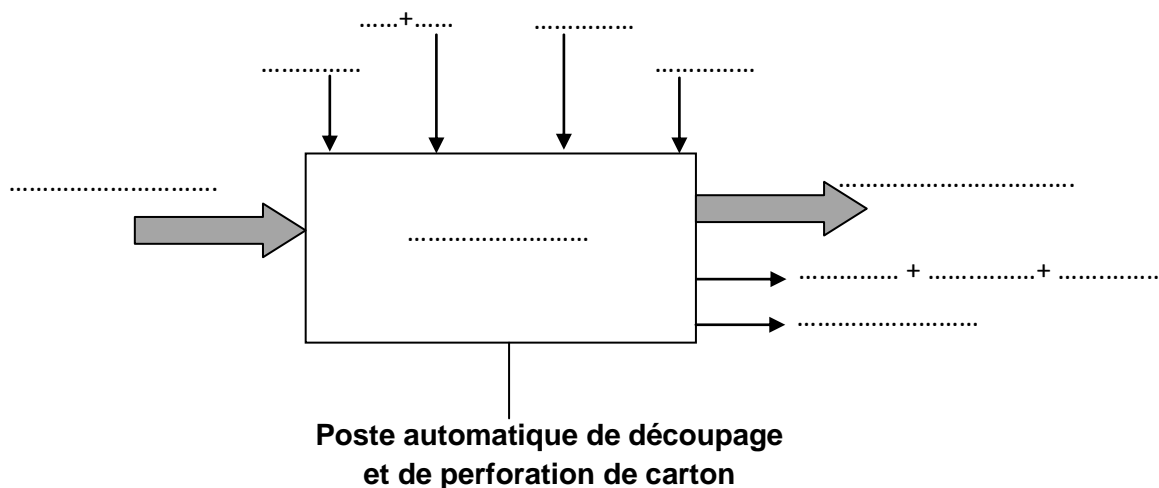 ……+……
……………
……………
……………
………………………….
……………………………..
………………………
…………… + …….………+ …….……..
………………………
Poste automatique de découpage
et de perforation de carton